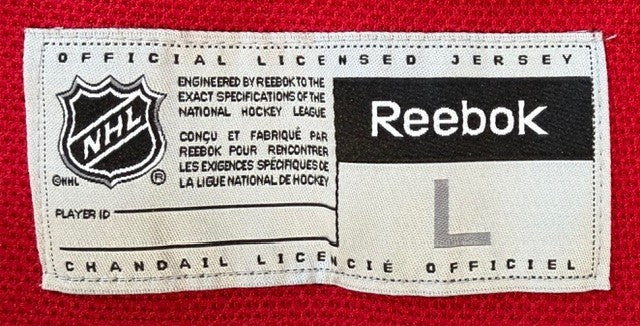 OFFICIAL LICENSED JERSEY
NHL
©NHL ®
ENGINEERED BY REEBOK TO THE
EXACT SPECIFICATIONS OF THE
NATIONAL HOCKEY LEAGUE
CONÇU ET FABRIQUÉ PAR
REEBOK POUR RENCONTRER
LES EXIGENCES SPÉCIFIQUES DE
LA LIGUE NATIONAL DE HOCKEY
PLAYER ID
Reebok
L
CHANDAIL LICENCIÉ OFFICIEL